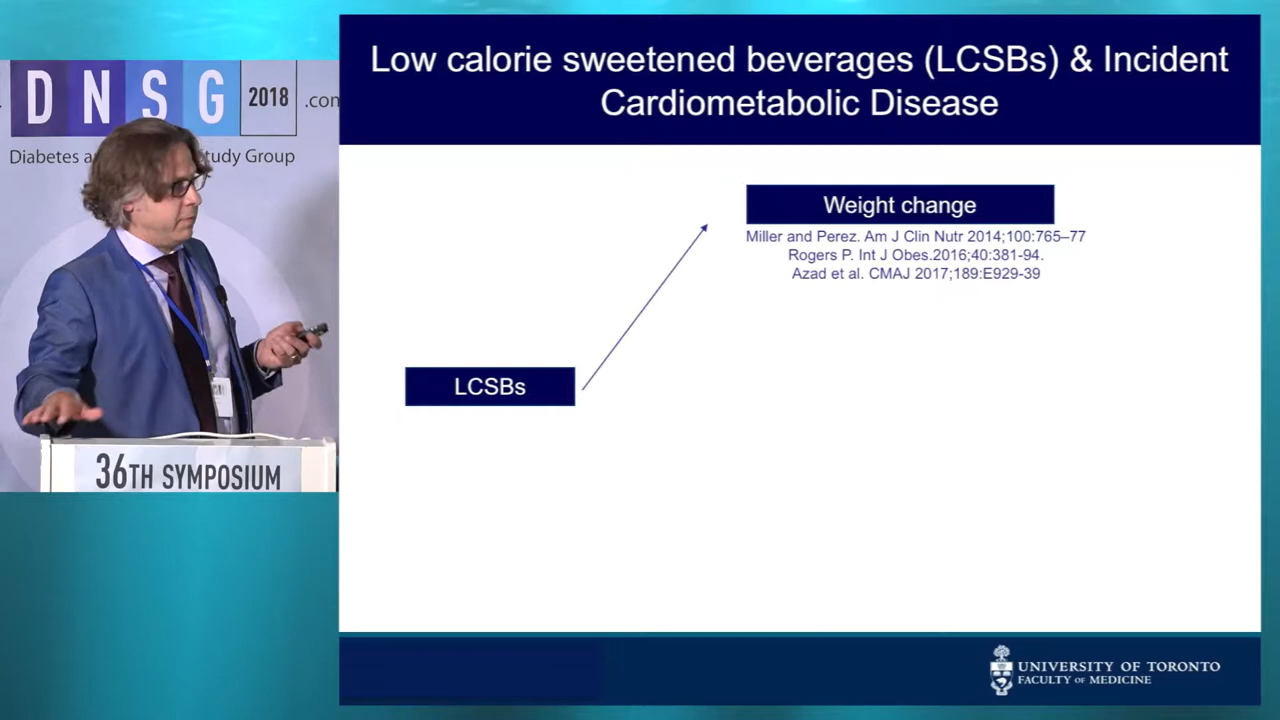 DNSG 2018 .com
Diabetes a tudy Group
36TH SYMPOSIUM
Low calorie sweetened beverages (LCSBs) & Incident
Cardiometabolic Disease
Weight change
Miller and Perez. Am J Clin Nutr 2014;100:765–77
Rogers P. Int J Obes.2016;40:381-94.
Azad et al. CMAJ 2017;189:E929-39
LCSBs
UNIVERSITY OF TORONTO
FACULTY OF MEDICINE